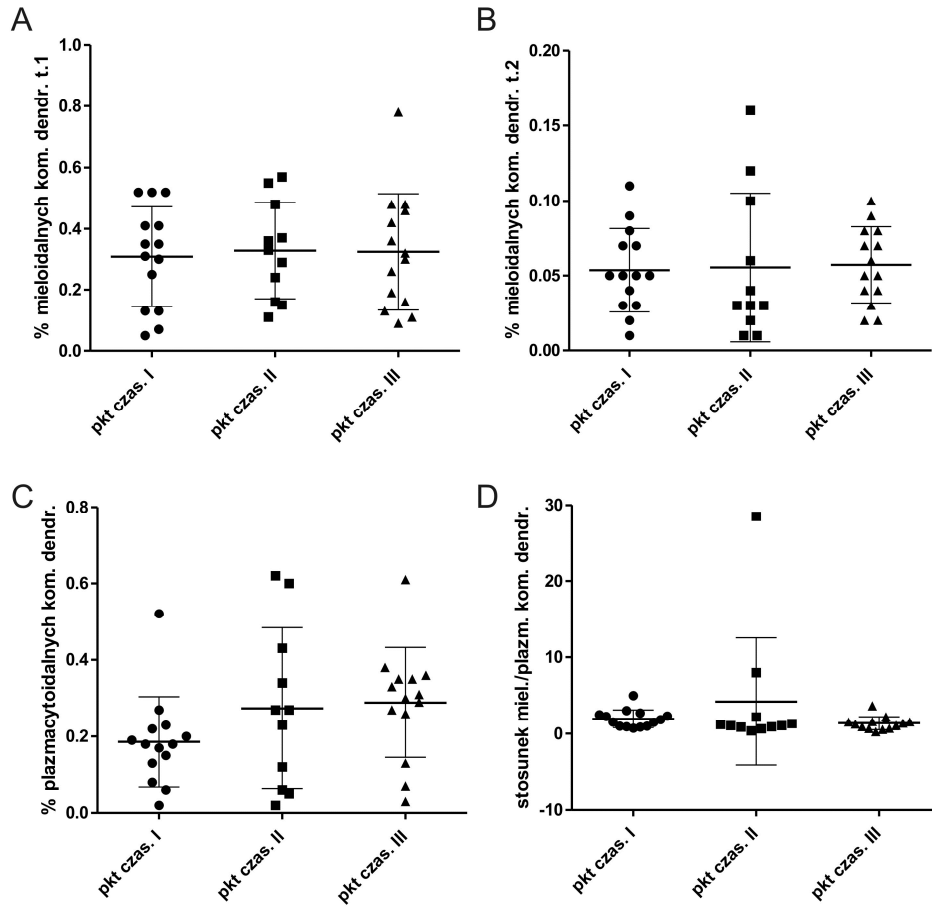 A
% mieloidalnych kom. dendr. t.1
1.0
0.8
0.6
0.4
0.2
0.0
pkt czas. I
pkt czas. II
pkt czas. III
B
% mieloidalnych kom. dendr. t.2
0.20
0.15
0.10
0.05
0.00
pkt czas. I
pkt czas. II
pkt czas. III
C
% plazmacytoidalnych kom. dendr.
0.8
0.6
0.4
0.2
0.0
pkt czas. I
pkt czas. II
pkt czas. III
D
stosunek miel./plazm. kom. dendr.
30
20
10
0
-10
pkt czas. I
pkt czas. II
pkt czas. III